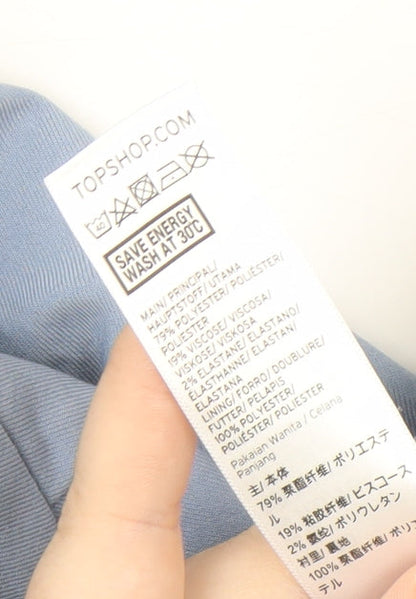 TOPSHOP.COM
SAVE ENERGY
WASH AT 30°C
MAIN/PRINCIPAL/
HAUPTSTOFF/UTAMA
79% POLYESTER/POLIÉSTER/
POLIESTER
19% VISCOSE/VISCOSA/
VISKOSE/VISKOSA
2% ELASTANE/ELASTANO/
ELASTHANNE/ELASTAN/
ELASTANA
LINING/FORRO/DOUBLURE/
FUTTER/PELAPIS
100% POLYESTER/
POLIÉSTER/POLIESTER
Pakaian Wanita/Celana
Panjang
主/本体
79% 聚酯纤维/ポリエステ
ル
19% 粘胶纤维/ビスコース
2% 氨纶/ポリウレタン
村里/裏地
100% 聚酯纤维/ポリエス
テル